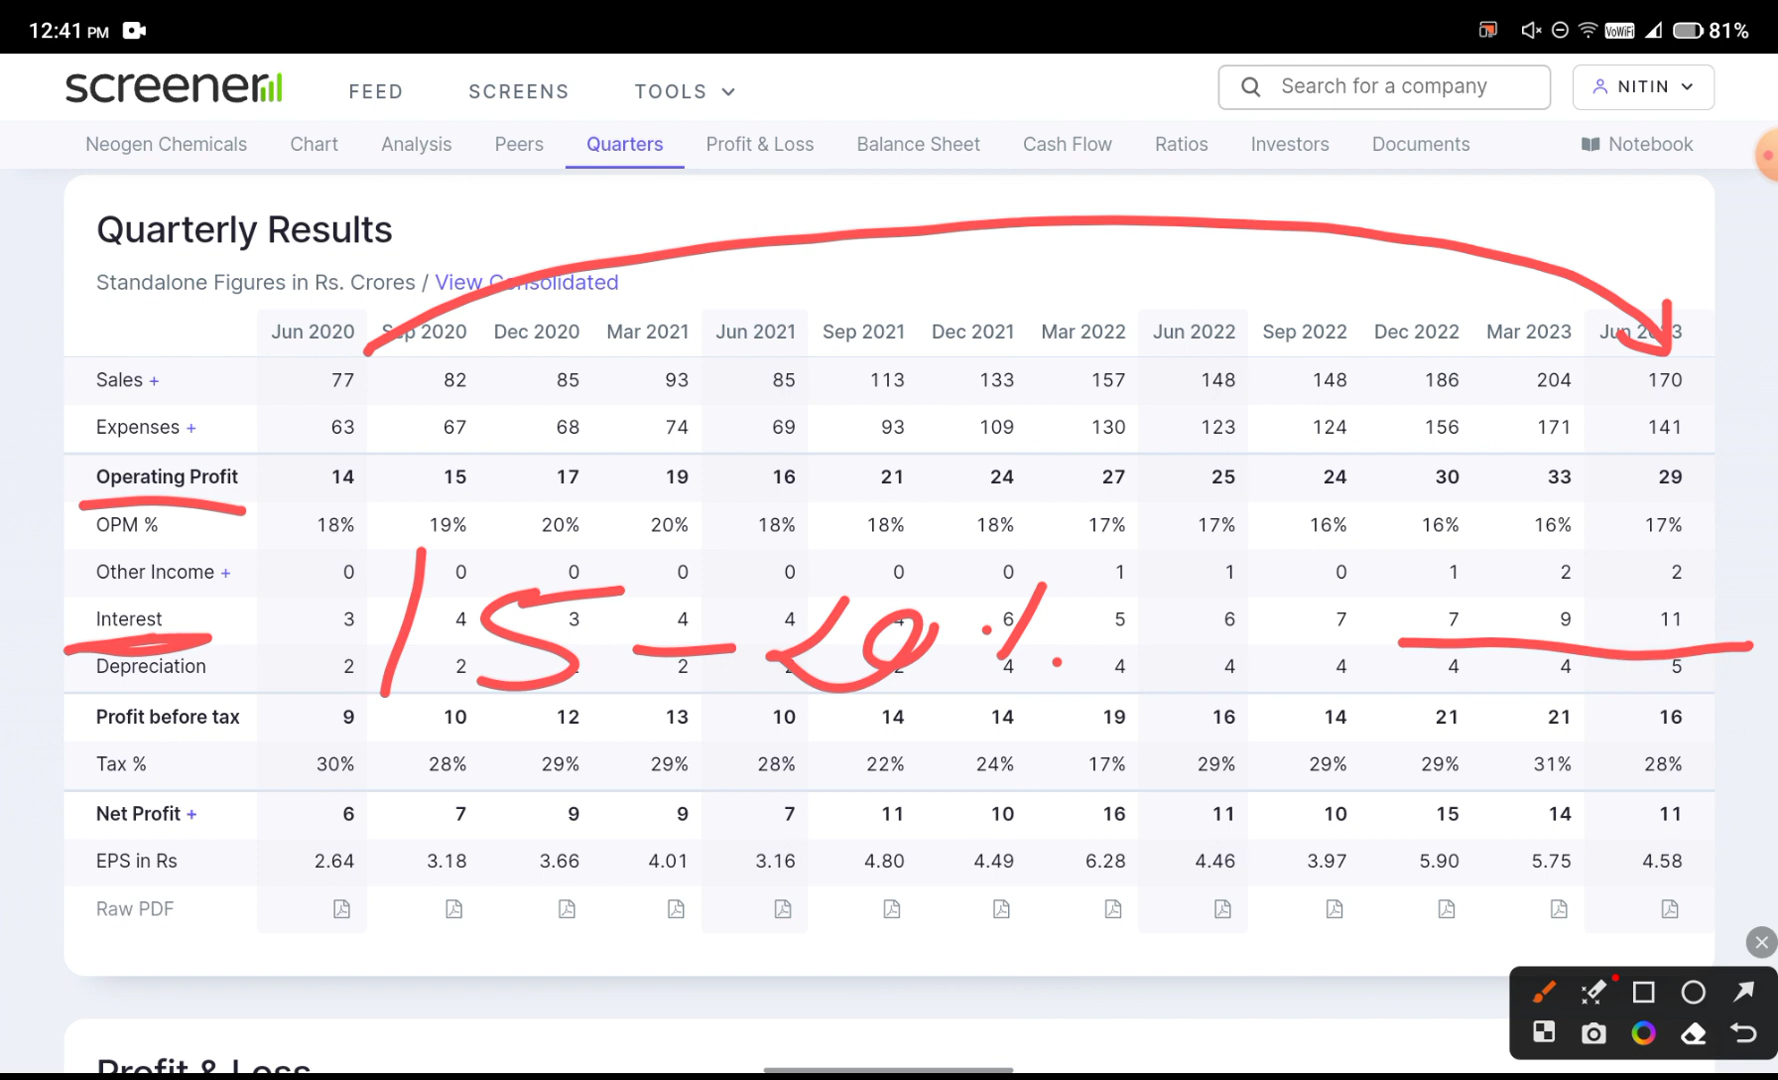 12:41 PM VoWiFi 81%
screener FEED SCREENS TOOLS Search for a company NITIN
Neogen Chemicals Chart Analysis Peers Quarters Profit & Loss Balance Sheet Cash Flow Ratios Investors Documents Notebook
Quarterly Results
Standalone Figures in Rs. Crores / View Consolidated
Jun 2020 Sep 2020 Dec 2020 Mar 2021 Jun 2021 Sep 2021 Dec 2021 Mar 2022 Jun 2022 Sep 2022 Dec 2022 Mar 2023 Jun 2023
Sales + 77 82 85 93 85 113 133 157 148 148 186 204 170
Expenses + 63 67 68 74 69 93 109 130 123 124 156 171 141
Operating Profit 14 15 17 19 16 21 24 27 25 24 30 33 29
OPM % 18% 19% 20% 20% 18% 18% 18% 17% 17% 16% 16% 16% 17%
Other Income + 0 0 0 0 0 0 0 1 1 0 1 2 2
15-20%
Interest 3 4 3 4 4 4 6 5 6 7 7 9 11
Depreciation 2 2 2 2 2 4 4 4 4 4 4 5
Profit before tax 9 10 12 13 10 14 14 19 16 14 21 21 16
Tax % 30% 28% 29% 29% 28% 22% 24% 17% 29% 29% 29% 31% 28%
Net Profit + 6 7 9 9 7 11 10 16 11 10 15 14 11
EPS in Rs 2.64 3.18 3.66 4.01 3.16 4.80 4.49 6.28 4.46 3.97 5.90 5.75 4.58
Raw PDF
Profit & Loss